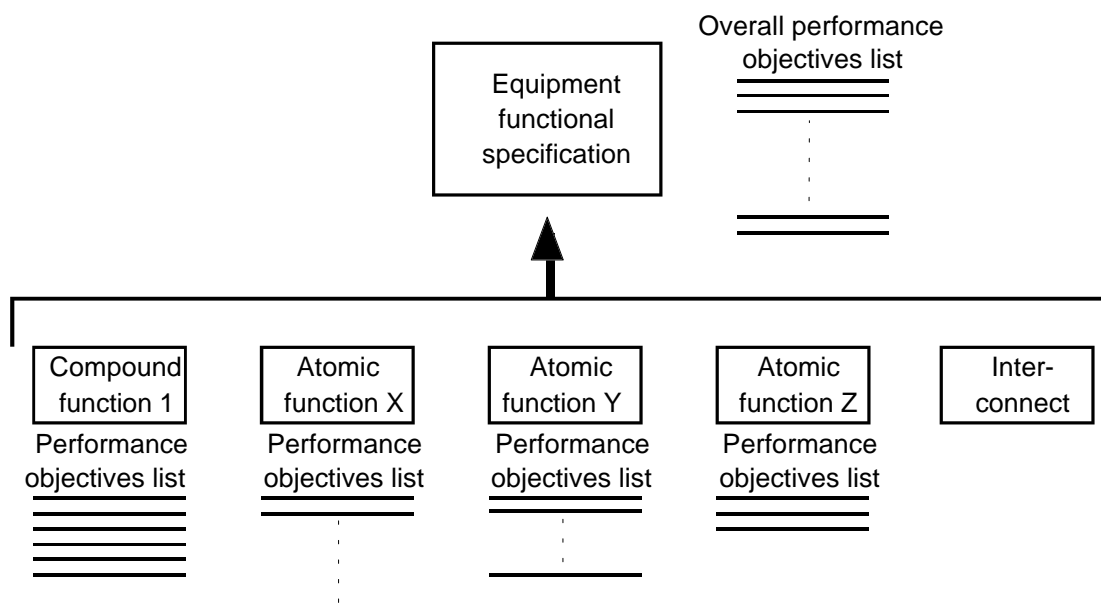 Overall performance
objectives list
Equipment
functional
specification
Compound
function 1
Performance
objectives list
Atomic
function X
Performance
objectives list
Atomic
function Y
Performance
objectives list
Atomic
function Z
Performance
objectives list
Inter-
connect